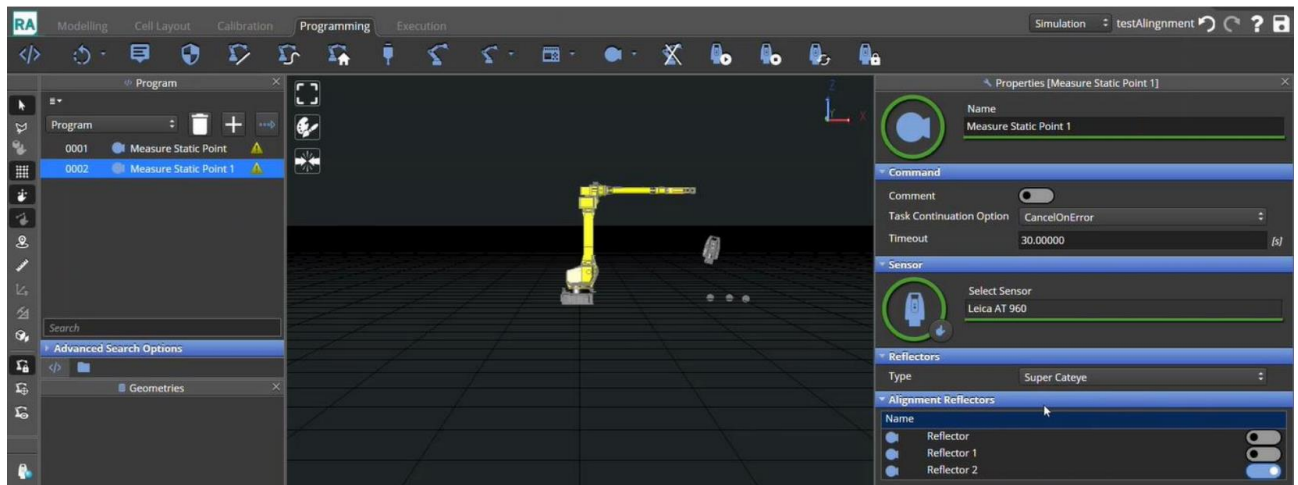 RA Modelling Cell Layout Calibration Programming Execution Simulation testAlingnment ?
Program
Program
0001 Measure Static Point
0002 Measure Static Point 1
Search
Advanced Search Options
</>
Geometries
Z
Y X
Properties [Measure Static Point 1]
Name
Measure Static Point 1
Command
Comment
Task Continuation Option CancelOnError
Timeout 30.00000 [s]
Sensor
Select Sensor
Leica AT 960
Reflectors
Type Super Cateye
Alignment Reflectors
Name
Reflector
Reflector 1
Reflector 2